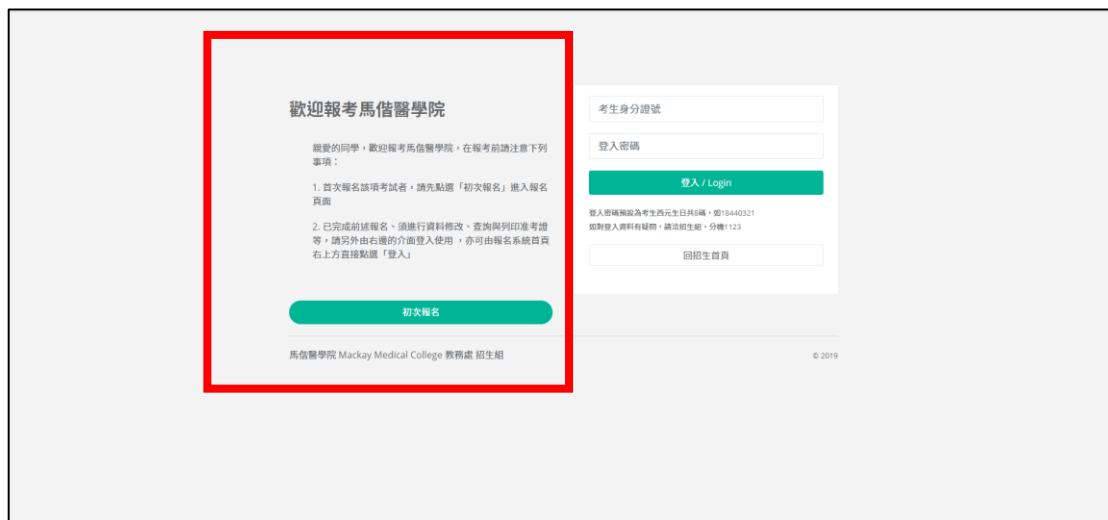 歡迎報考馬偕醫學院
親愛的同學，歡迎報考馬偕醫學院，在報考前請注意下列
事項：
1. 首次報名該項考試者，請先點選「初次報名」進入報名
頁面
2. 已完成前述報名、須進行資料修改、查詢與列印准考證
等，請另外由右邊的介面登入使用 ，亦可由報名系統首頁
右上方直接點選「登入」
初次報名
考生身分證號
登入密碼
登入 / Login
登入密碼預設為考生西元生日共8碼，如18440321
如對登入資料有疑問，請洽招生組，分機1123
回招生首頁
馬偕醫學院 Mackay Medical College 教務處 招生組
© 2019